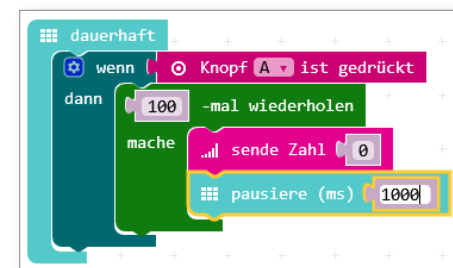 dauerhaft
wenn Knopf A ist gedrückt
dann 100 -mal wiederholen
mache sende Zahl 0
pausiere (ms) 1000